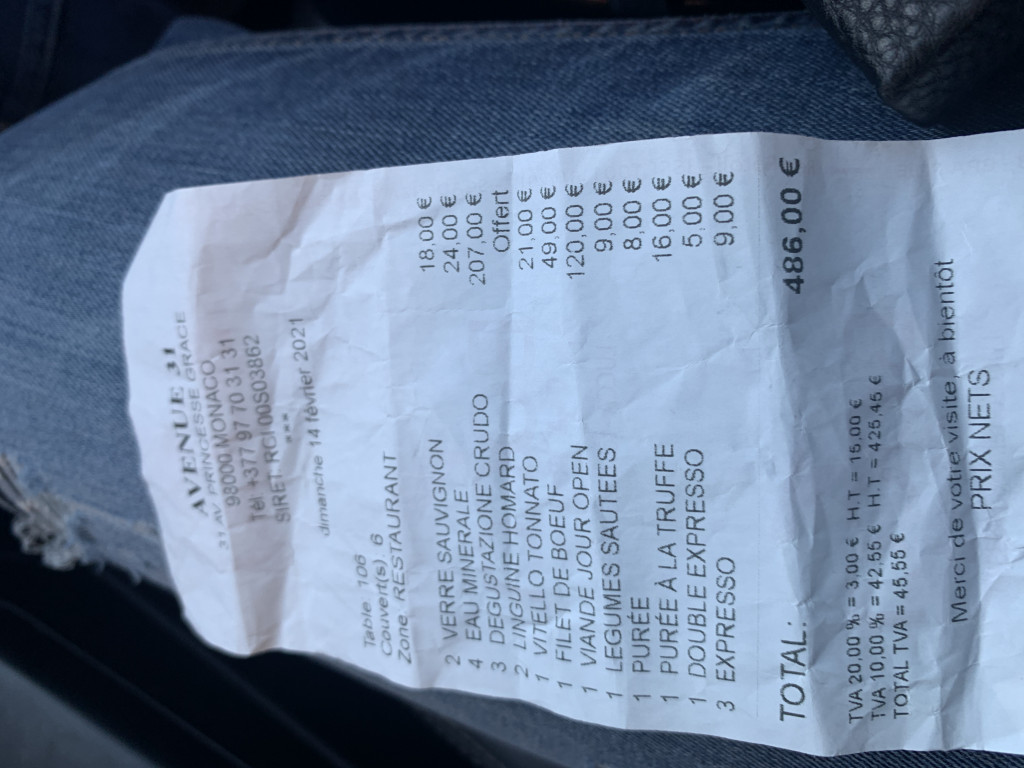 AVENUE 31
31 AV PRINCESSE GRACE
98000 MONACO
Tel +377 97 70 31 31
SIRET RCI 00S03862
***
dimanche 14 février 2021
Table 106
Couvert(s). 6
Zone RESTAURANT
2 VERRE SAUVIGNON 18,00 €
4 EAU MINERALE 24,00 €
3 DEGUSTAZIONE CRUDO 207,00 €
2 LINGUINE HOMARD Offert
1 VITELLO TONNATO 21,00 €
1 FILET DE BOEUF 49,00 €
1 VIANDE JOUR OPEN 120,00 €
1 LEGUMES SAUTES 9,00 €
1 PURÉE 8,00 €
1 PURÉE À LA TRUFFE 16,00 €
1 DOUBLE EXPRESSO 5,00 €
3 EXPRESSO 9,00 €
TOTAL: 486,00 €
TVA 20,00 % = 3,00 € H.T = 15,00 €
TVA 10,00 % = 42,55 € H.T = 425,45 €
TOTAL TVA = 45,55 €
Merci de votre visite, à bientôt
PRIX NETS